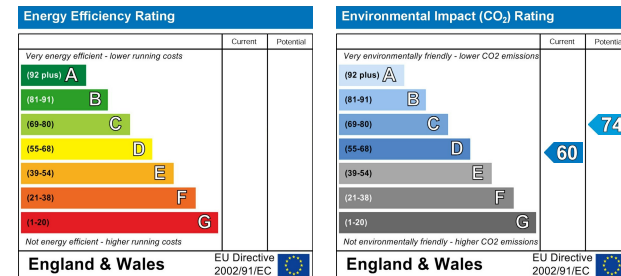 Energy Efficiency Rating
Current Potential
Very energy efficient - lower running costs
(92 plus) A
(81-91) B
(69-80) C
(55-68) D
(39-54) E
(21-38) F
(1-20) G
Not energy efficient - higher running costs
England & Wales
EU Directive
2002/91/EC
Environmental Impact (CO₂) Rating
Current Potentia
Very environmentally friendly - lower CO2 emissions
(92 plus) A
(81-91) B
(69-80) C
74
(55-68) D
60
(39-54) E
(21-38) F
(1-20) G
Not environmentally friendly - higher CO2 emissions
England & Wales
EU Directive
2002/91/EC